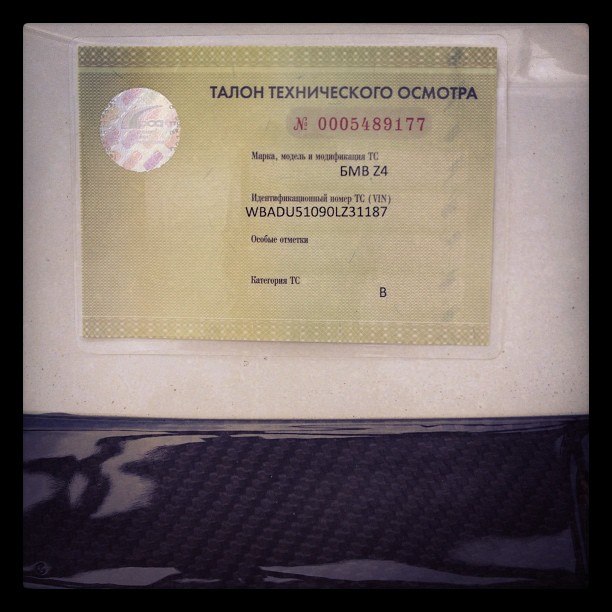 ТАЛОН ТЕХНИЧЕСКОГО ОСМОТРА
№ 0005489177
Марка, модель и модификация ТС
БМВ Z4
Идентификационный номер ТС (VIN)
WBADU51090LZ31187
Особые отметки
Категория ТС
B